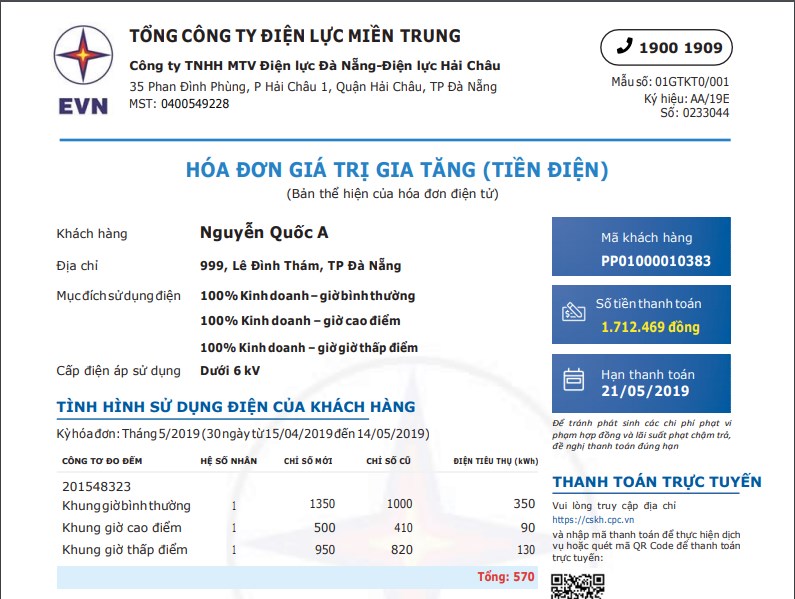 EVN
TỔNG CÔNG TY ĐIỆN LỰC MIỀN TRUNG
Công ty TNHH MTV Điện lực Đà Nẵng-Điện lực Hải Châu
35 Phan Đình Phùng, P Hải Châu 1, Quận Hải Châu, TP Đà Nẵng
MST: 0400549228
1900 1909
Mẫu số: 01GTKT0/001
Ký hiệu: AA/19E
Số: 0233044
HÓA ĐƠN GIÁ TRỊ GIA TĂNG (TIỀN ĐIỆN)
(Bản thể hiện của hóa đơn điện tử)
Khách hàng Nguyễn Quốc A
Địa chỉ 999, Lê Đình Thám, TP Đà Nẵng
Mục đích sử dụng điện 100% Kinh doanh – giờ bình thường
100% Kinh doanh – giờ cao điểm
100% Kinh doanh – giờ giờ thấp điểm
Cấp điện áp sử dụng Dưới 6 kV
Mã khách hàng
PP01000010383
Số tiền thanh toán
1.712.469 đồng
Hạn thanh toán
21/05/2019
Để tránh phát sinh các chi phí phạt vi
phạm hợp đồng và lãi suất phạt chậm trả,
đề nghị thanh toán đúng hạn
TÌNH HÌNH SỬ DỤNG ĐIỆN CỦA KHÁCH HÀNG
Kỳ hóa đơn: Tháng 5/2019 (30 ngày từ 15/04/2019 đến 14/05/2019)
CÔNG TƠ ĐO ĐẾM HỆ SỐ NHÂN CHỈ SỐ MỚI CHỈ SỐ CŨ ĐIỆN TIÊU THỤ (kWh)
201548323
Khung giờ bình thường 1 1350 1000 350
Khung giờ cao điểm 1 500 410 90
Khung giờ thấp điểm 1 950 820 130
Tổng: 570
THANH TOÁN TRỰC TUYẾN
Vui lòng truy cập địa chỉ
https://cskh.cpc.vn
và nhập mã thanh toán để thực hiện dịch
vụ hoặc quét mã QR Code để thanh toán
trực tuyến: